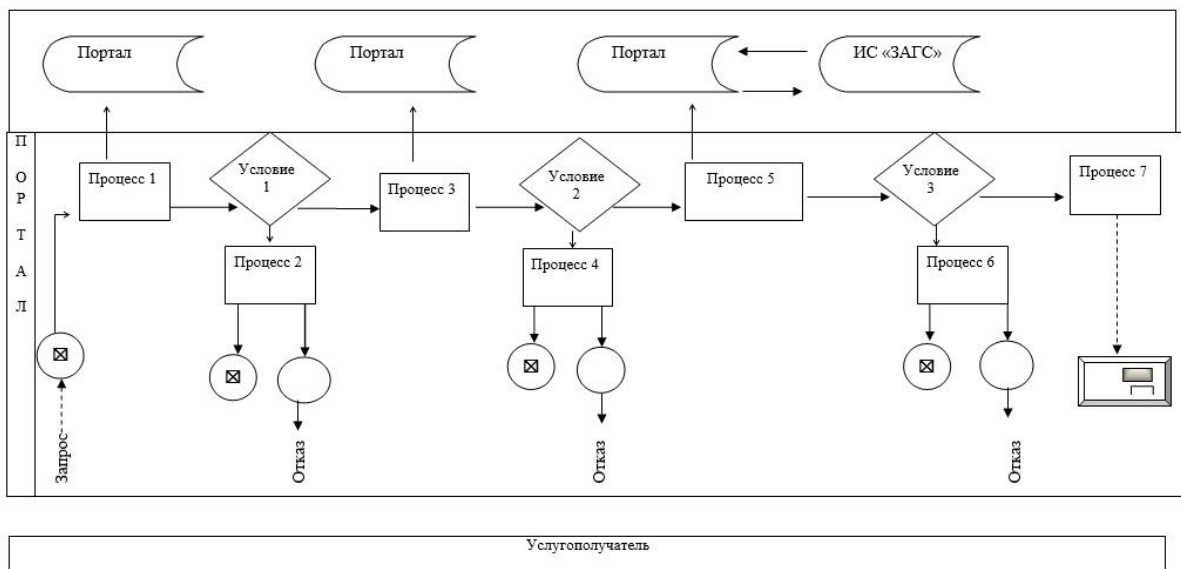 Портал
Портал
Портал
ИС «ЗАГС»
П
О
Р
Т
А
Л
Процесс 1
Условие
1
Процесс 3
Условие
2
Процесс 5
Условие
3
Процесс 7
Процесс 2
Процесс 4
Процесс 6
Запрос
Отказ
Отказ
Отказ
Услугополучатель